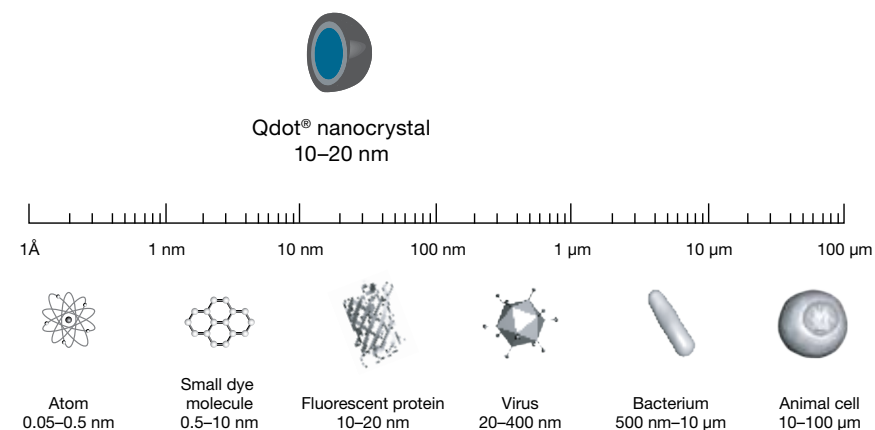 Qdot® nanocrystal
10–20 nm
1Å 1 nm 10 nm 100 nm 1 µm 10 µm 100 µm
Atom
0.05–0.5 nm
Small dye
molecule
0.5–10 nm
Fluorescent protein
10–20 nm
Virus
20–400 nm
Bacterium
500 nm–10 µm
Animal cell
10–100 µm